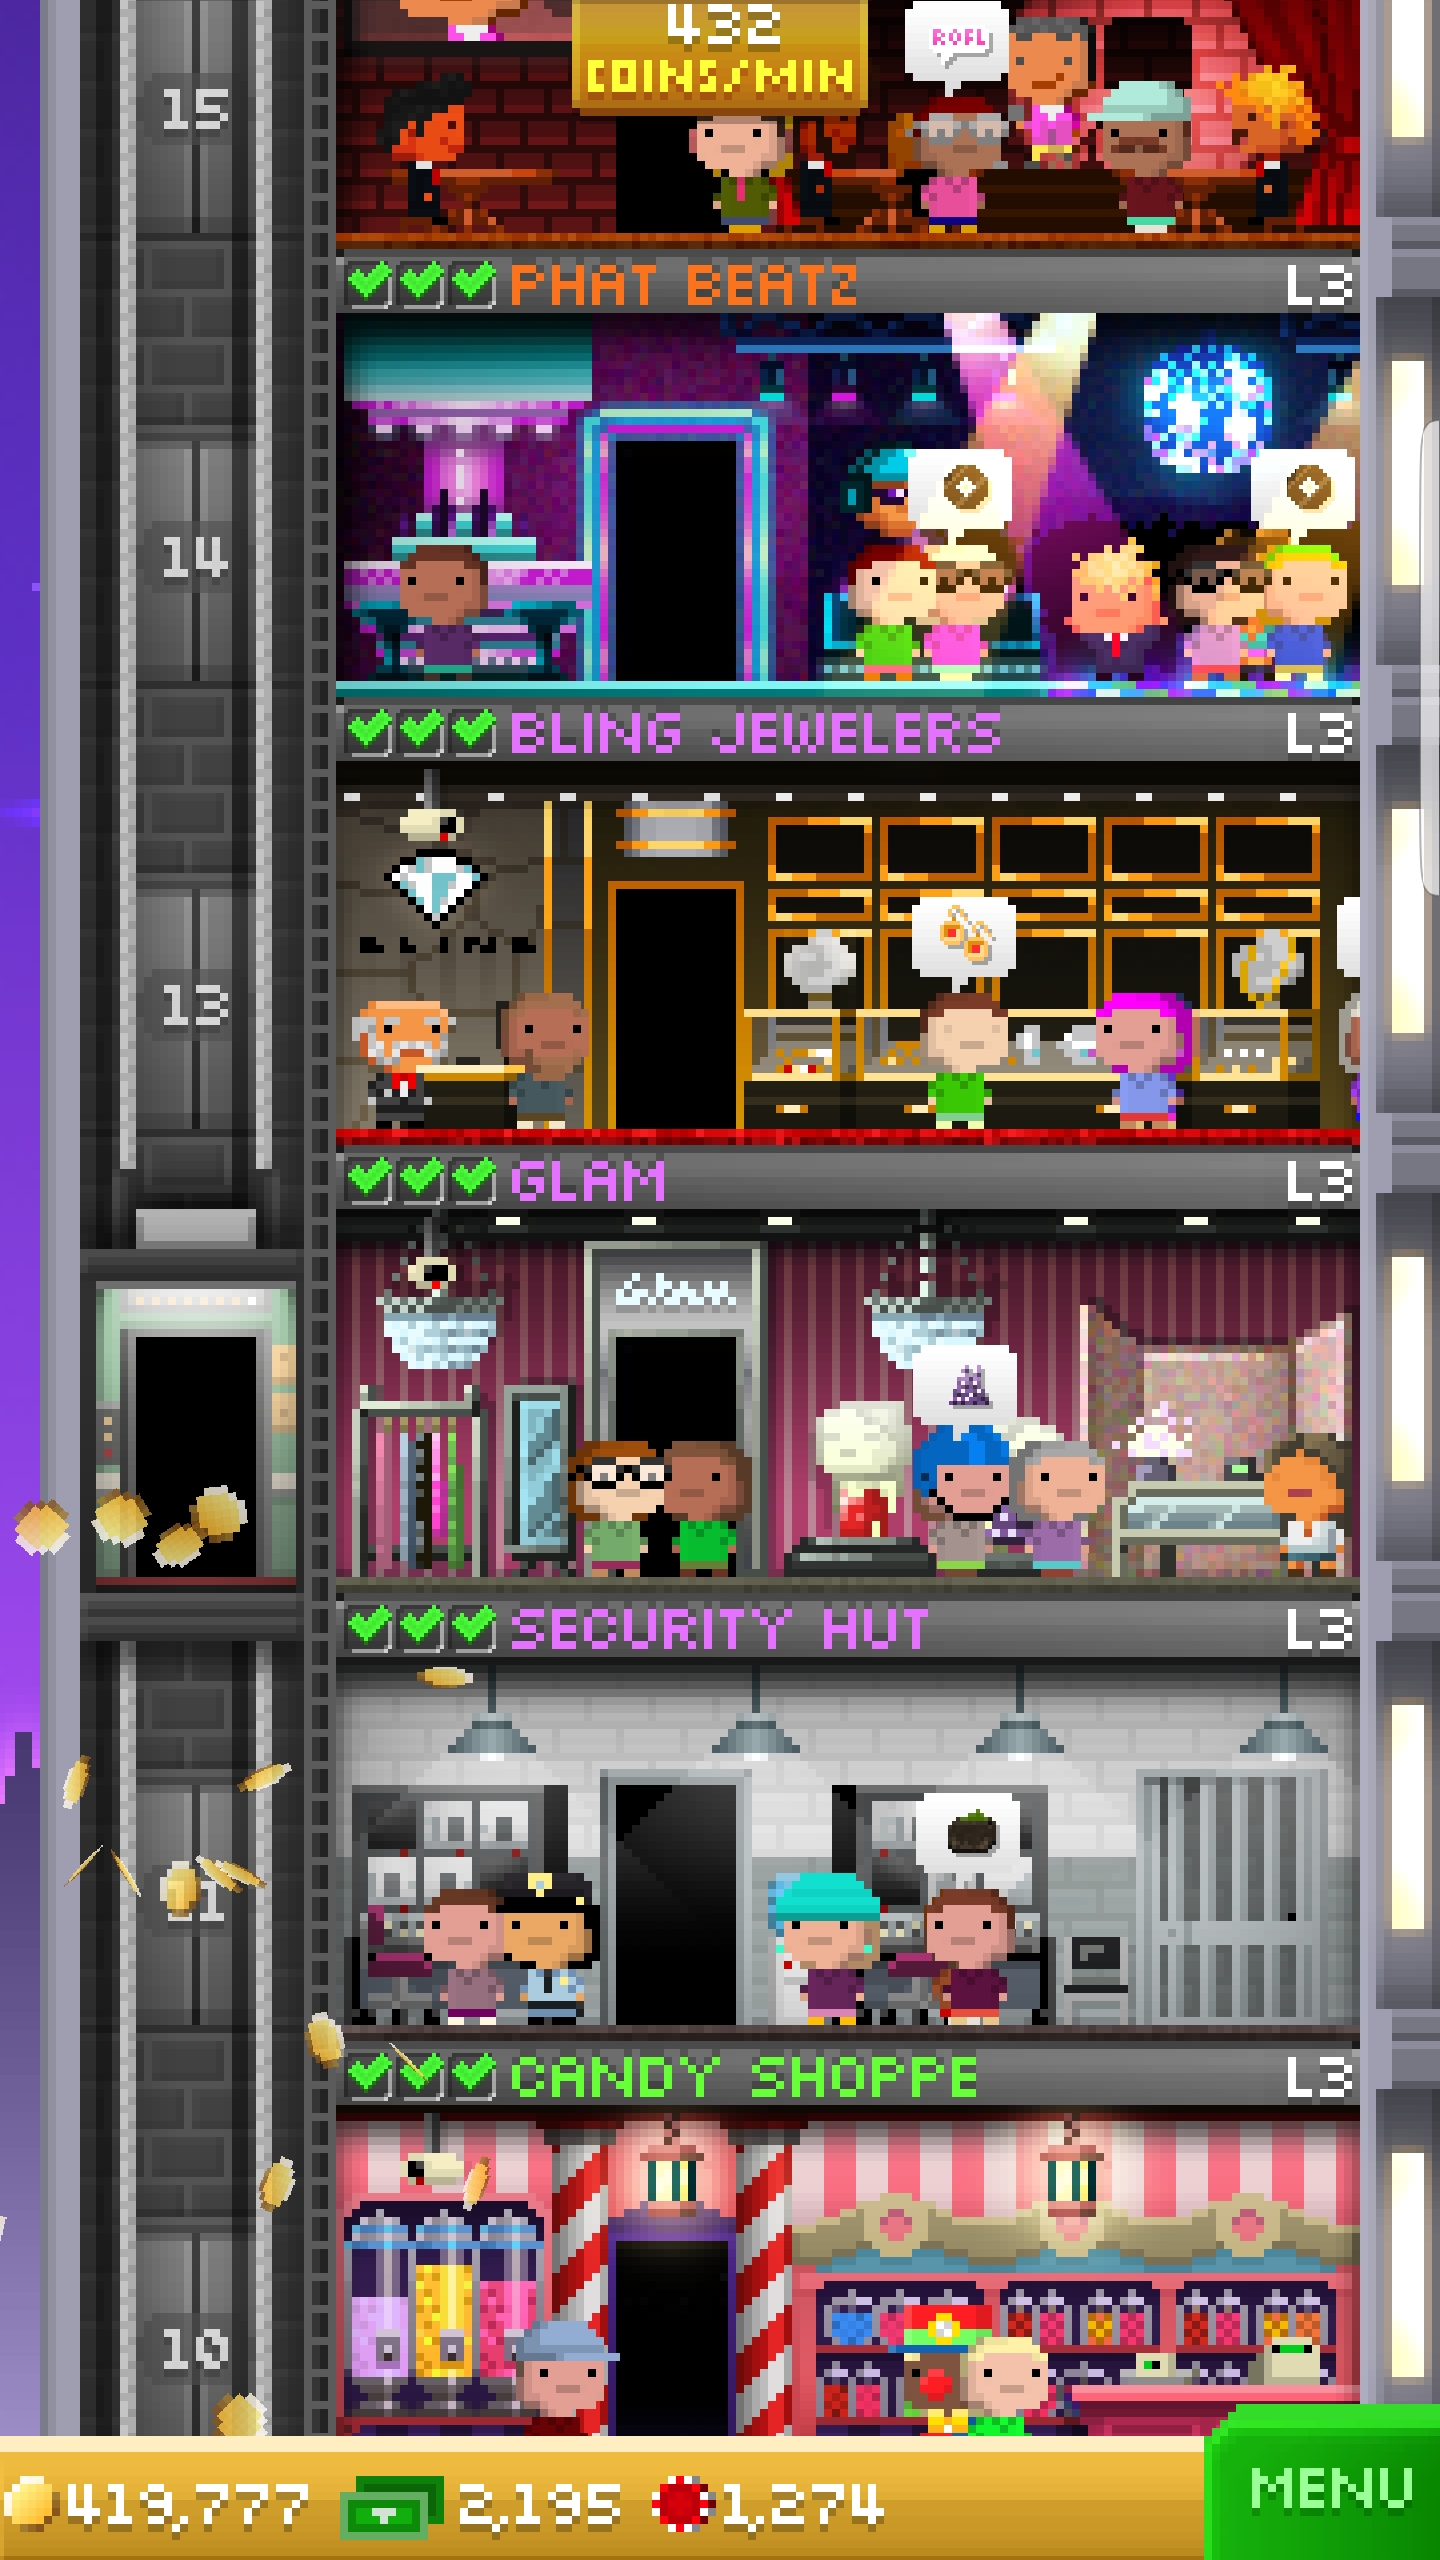 432
COINS/MIN
ROFL
15
PHAT BEATZ L3
14
BLING JEWELERS L3
BLING
13
GLAM L3
Glam
SECURITY HUT L3
CANDY SHOPPE L3
10
419,777 2,195 1,274
MENU